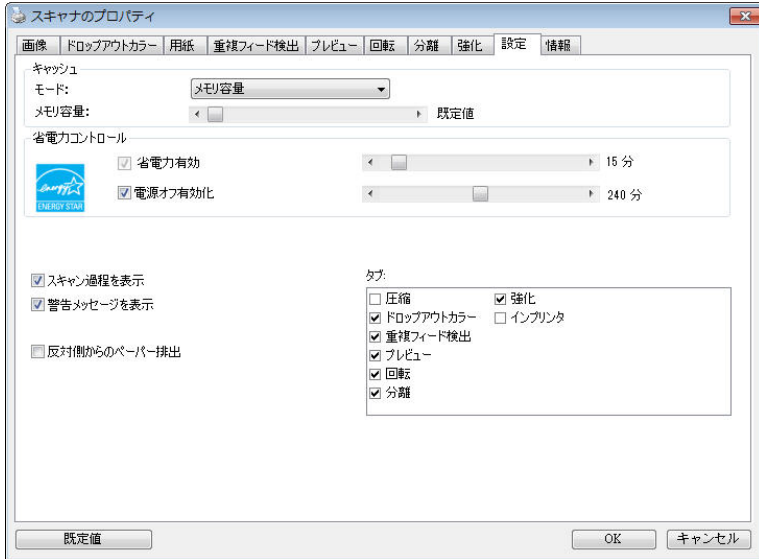 スキャナのプロパティ
画像 ドロップアウトカラー 用紙 重複フィード検出 プレビュー 回転 分離 強化 設定 情報
キャッシュ
モード: メモリ容量
メモリ容量: 既定値
省電力コントロール
省電力有効 15 分
電源オフ有効化 240 分
energy
ENERGY STAR
スキャン過程を表示
警告メッセージを表示
反対側からのペーパー排出
タブ:
圧縮 強化
ドロップアウトカラー インプリンタ
重複フィード検出
プレビュー
回転
分離
既定値 OK キャンセル